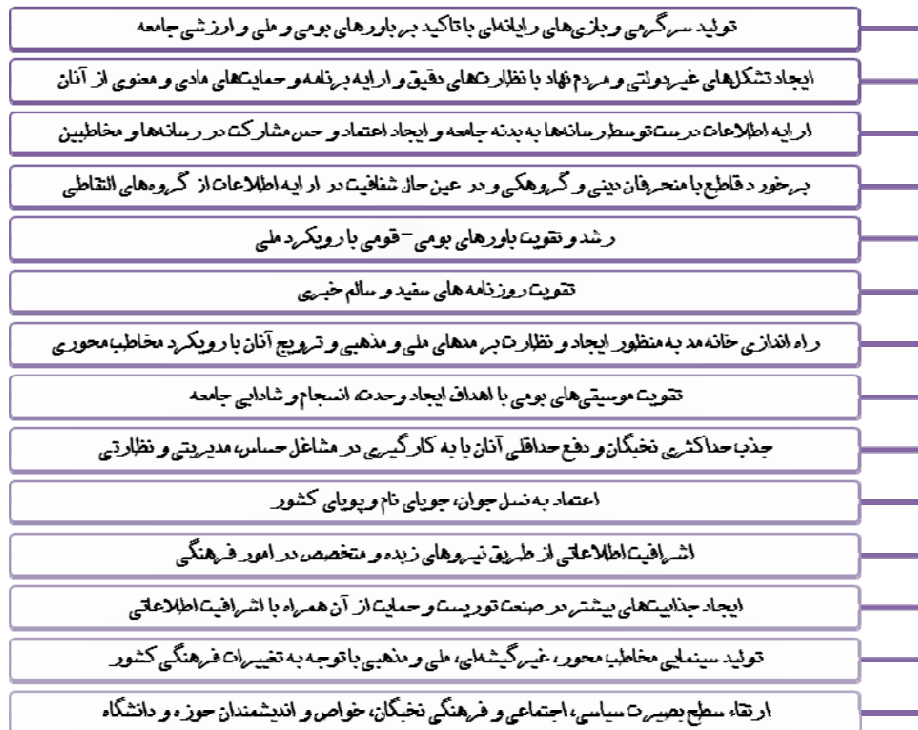 تولید سرگرمی و بازی‌های رایانه‌ای با تاکید بر باورهای بومی و ملی و ارزشی جامعه
ایجاد تشکل‌های غیردولتی و مردم نهاد با نظارت‌های دقیق و ارایه برنامه و حمایت‌های مادی و معنوی از آنان
ارایه اطلاعات درست توسط رسانه‌ها به بدنه جامعه و ایجاد اعتماد و حس مشارکت در رسانه‌ها و مخاطبین
برخورد قاطع با منحرفان دینی و گروهکی و در عین حال شفافیت در ارایه اطلاعات از گروه‌های التقاطی
رشد و تقویت باورهای بومی – قومی با رویکرد ملی
تقویت روزنامه‌های سفید و سالم خبری
راه اندازی خانه مد به منظور ایجاد و نظارت بر مدهای ملی و مذهبی و ترویج آنان با رویکرد مخاطب محوری
تقویت موسیقی‌های بومی با اهداف ایجاد وحدت، انسجام و شادابی جامعه
جذب حداکثری نخبگان و دفع حداقلی آنان با به کارگیری در مشاغل حساس، مدیریتی و نظارتی
اعتماد به نسل جوان، جویای نام و پویای کشور
اشرافیت اطلاعاتی از طریق نیروهای زبده و متخصص در امور فرهنگی
ایجاد جذابیت‌های بیشتر در صنعت توریست و حمایت از آن همراه با اشرافیت اطلاعاتی
تولید سینمایی مخاطب محور، غیرگیشه‌ای، ملی و مذهبی با توجه به تغییرات فرهنگی کشور
ارتقاء سطح بصیرت سیاسی، اجتماعی و فرهنگی نخبگان، خواص و اندیشمندان حوزه و دانشگاه